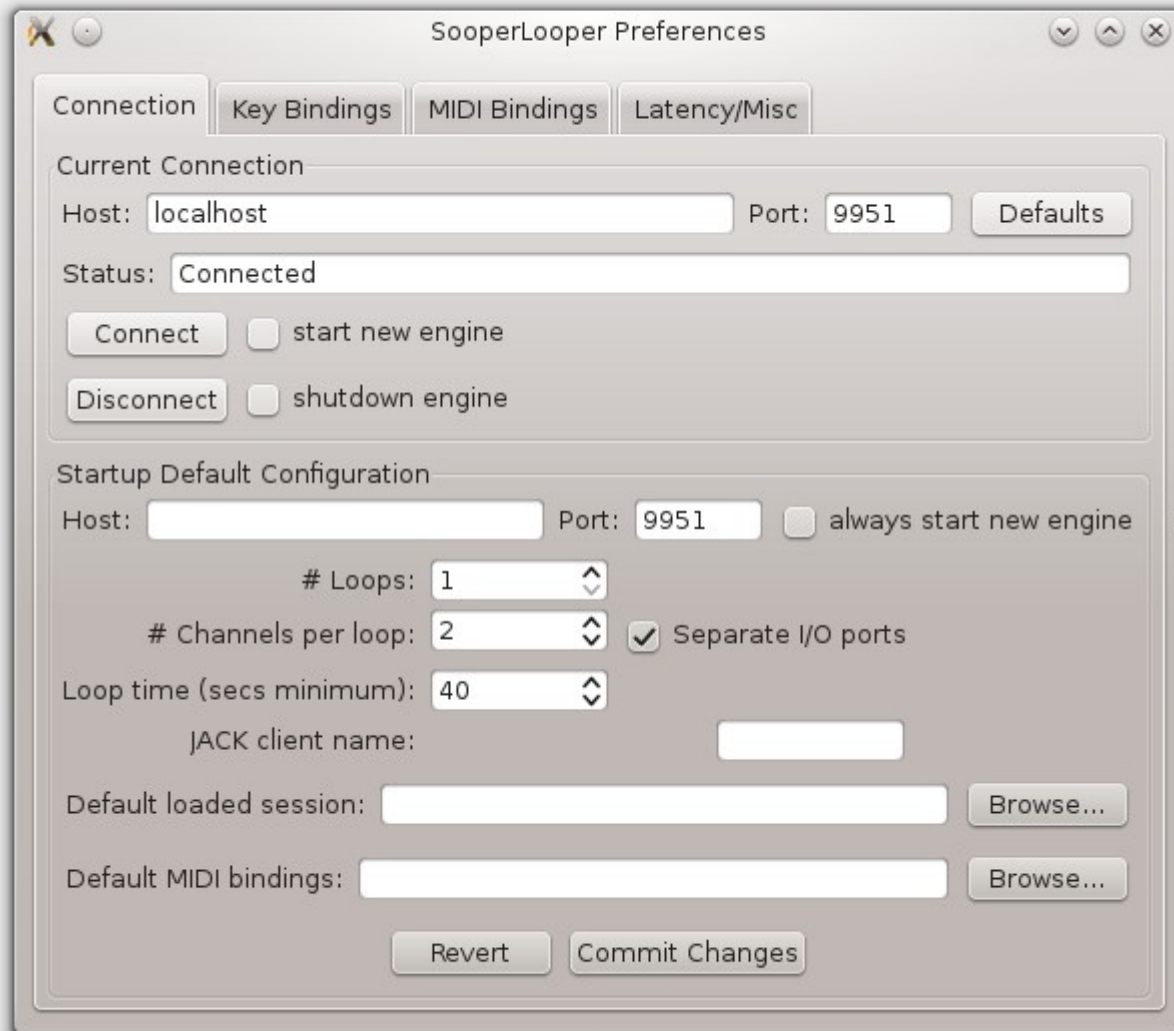 SooperLooper Preferences
Connection Key Bindings MIDI Bindings Latency/Misc
Current Connection
Host: localhost Port: 9951 Defaults
Status: Connected
Connect start new engine
Disconnect shutdown engine
Startup Default Configuration
Host: Port: 9951 always start new engine
# Loops: 1
# Channels per loop: 2 Separate I/O ports
Loop time (secs minimum): 40
JACK client name:
Default loaded session: Browse...
Default MIDI bindings: Browse...
Revert Commit Changes